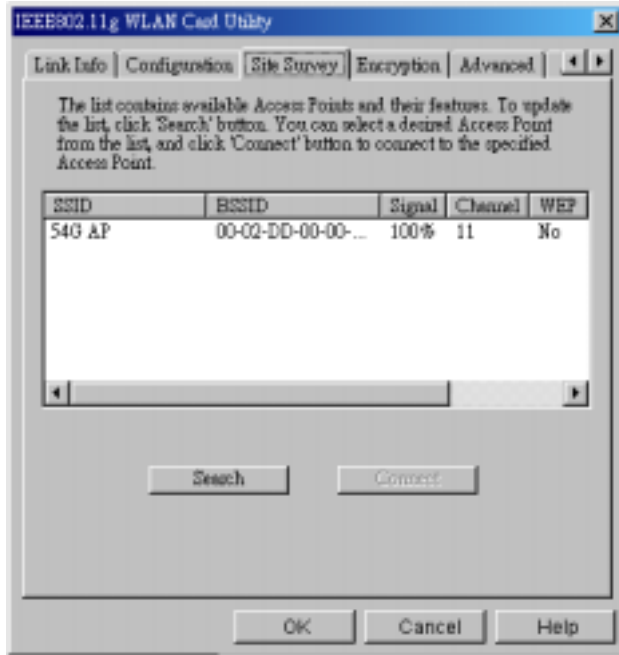 IEEE802.11g WLAN Card Utility
Link Info Configuration Site Survey Encryption Advanced
The list contains available Access Points and their features. To update
the list, click 'Search' button. You can select a desired Access Point
from the list, and click 'Connect' button to connect to the specified
Access Point.
SSID BSSID Signal Channel WEP
54G AP 00-02-DD-00-00-... 100% 11 No
Search Connect
OK Cancel Help